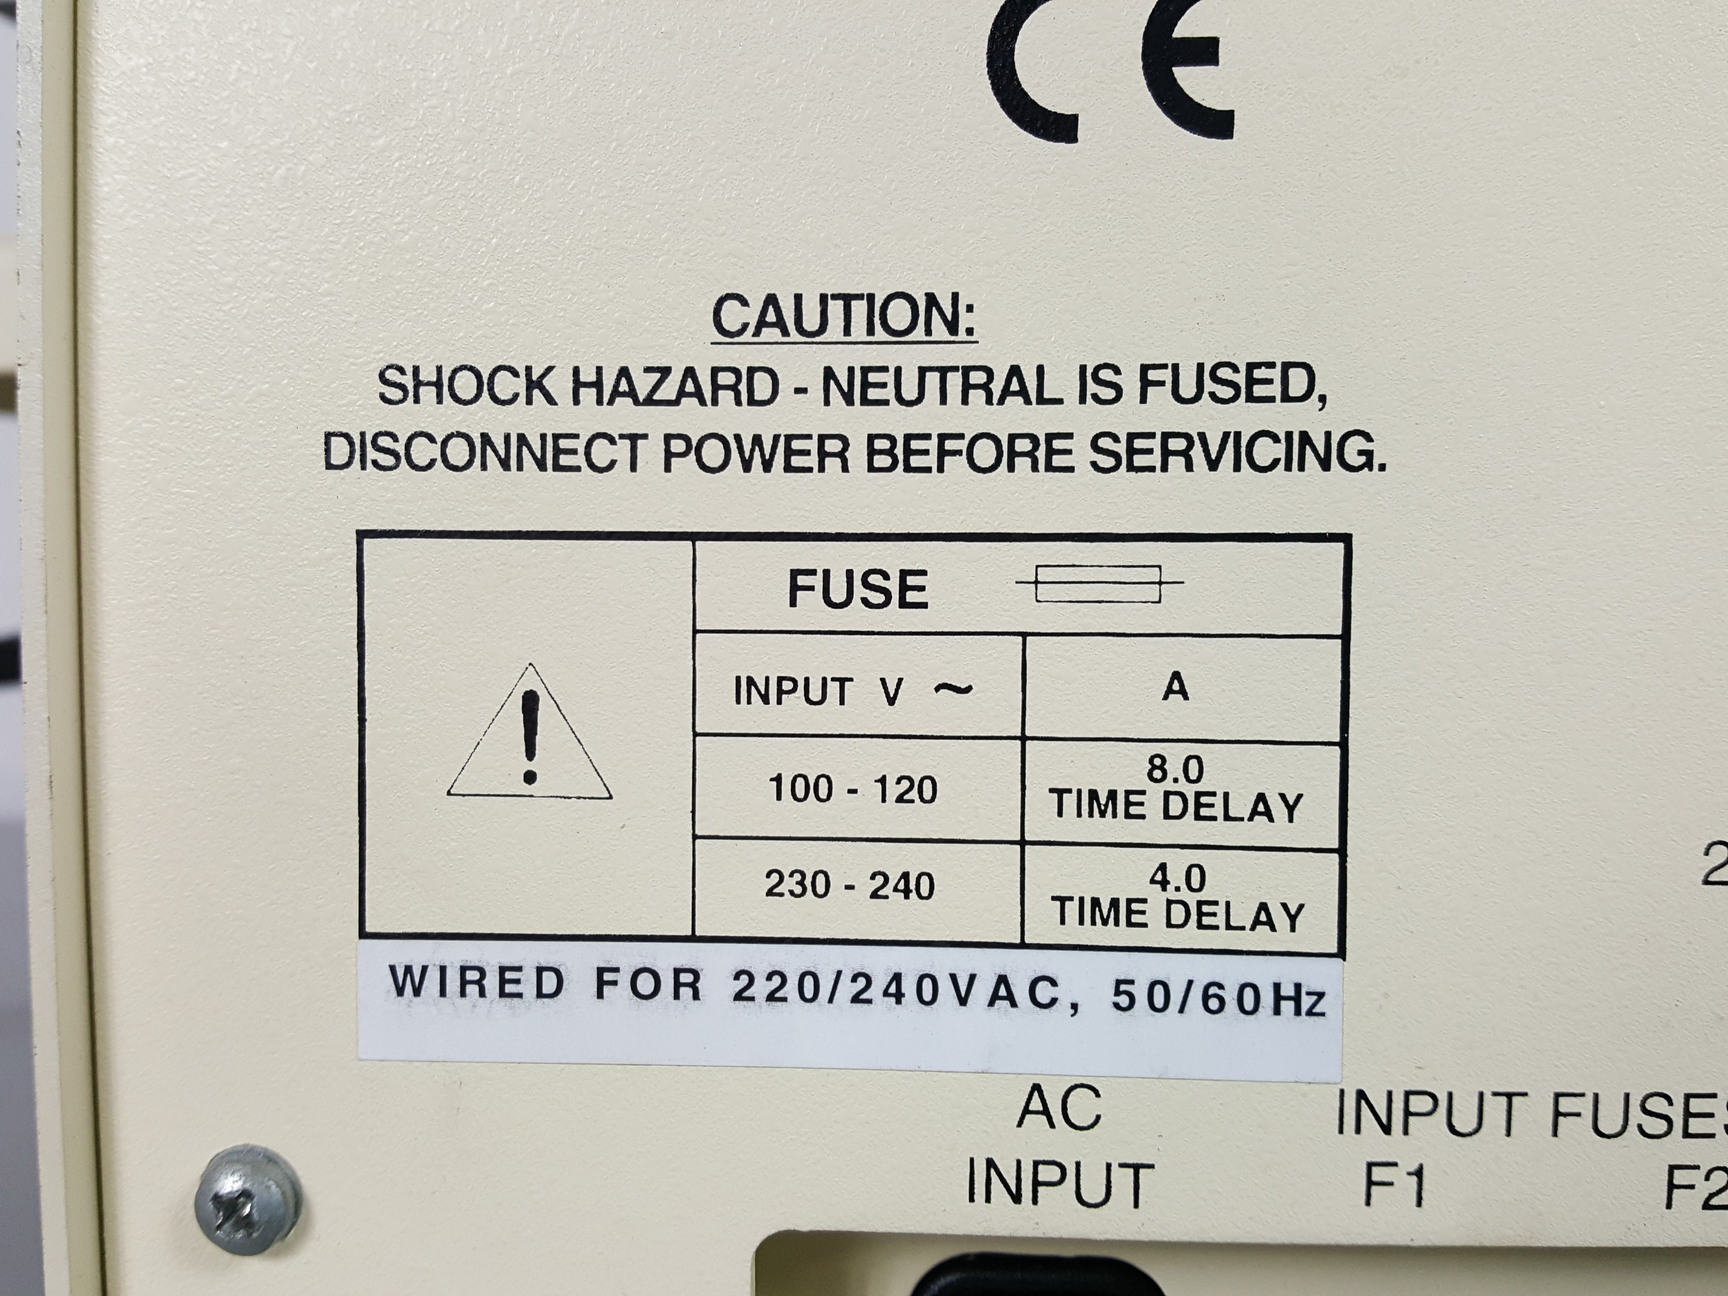 CE
CAUTION:
SHOCK HAZARD - NEUTRAL IS FUSED,
DISCONNECT POWER BEFORE SERVICING.
FUSE
INPUT V ~
A
100 - 120
8.0
TIME DELAY
230 - 240
4.0
TIME DELAY
WIRED FOR 220/240VAC, 50/60Hz
2
AC
INPUT
INPUT FUSES
F1
F2